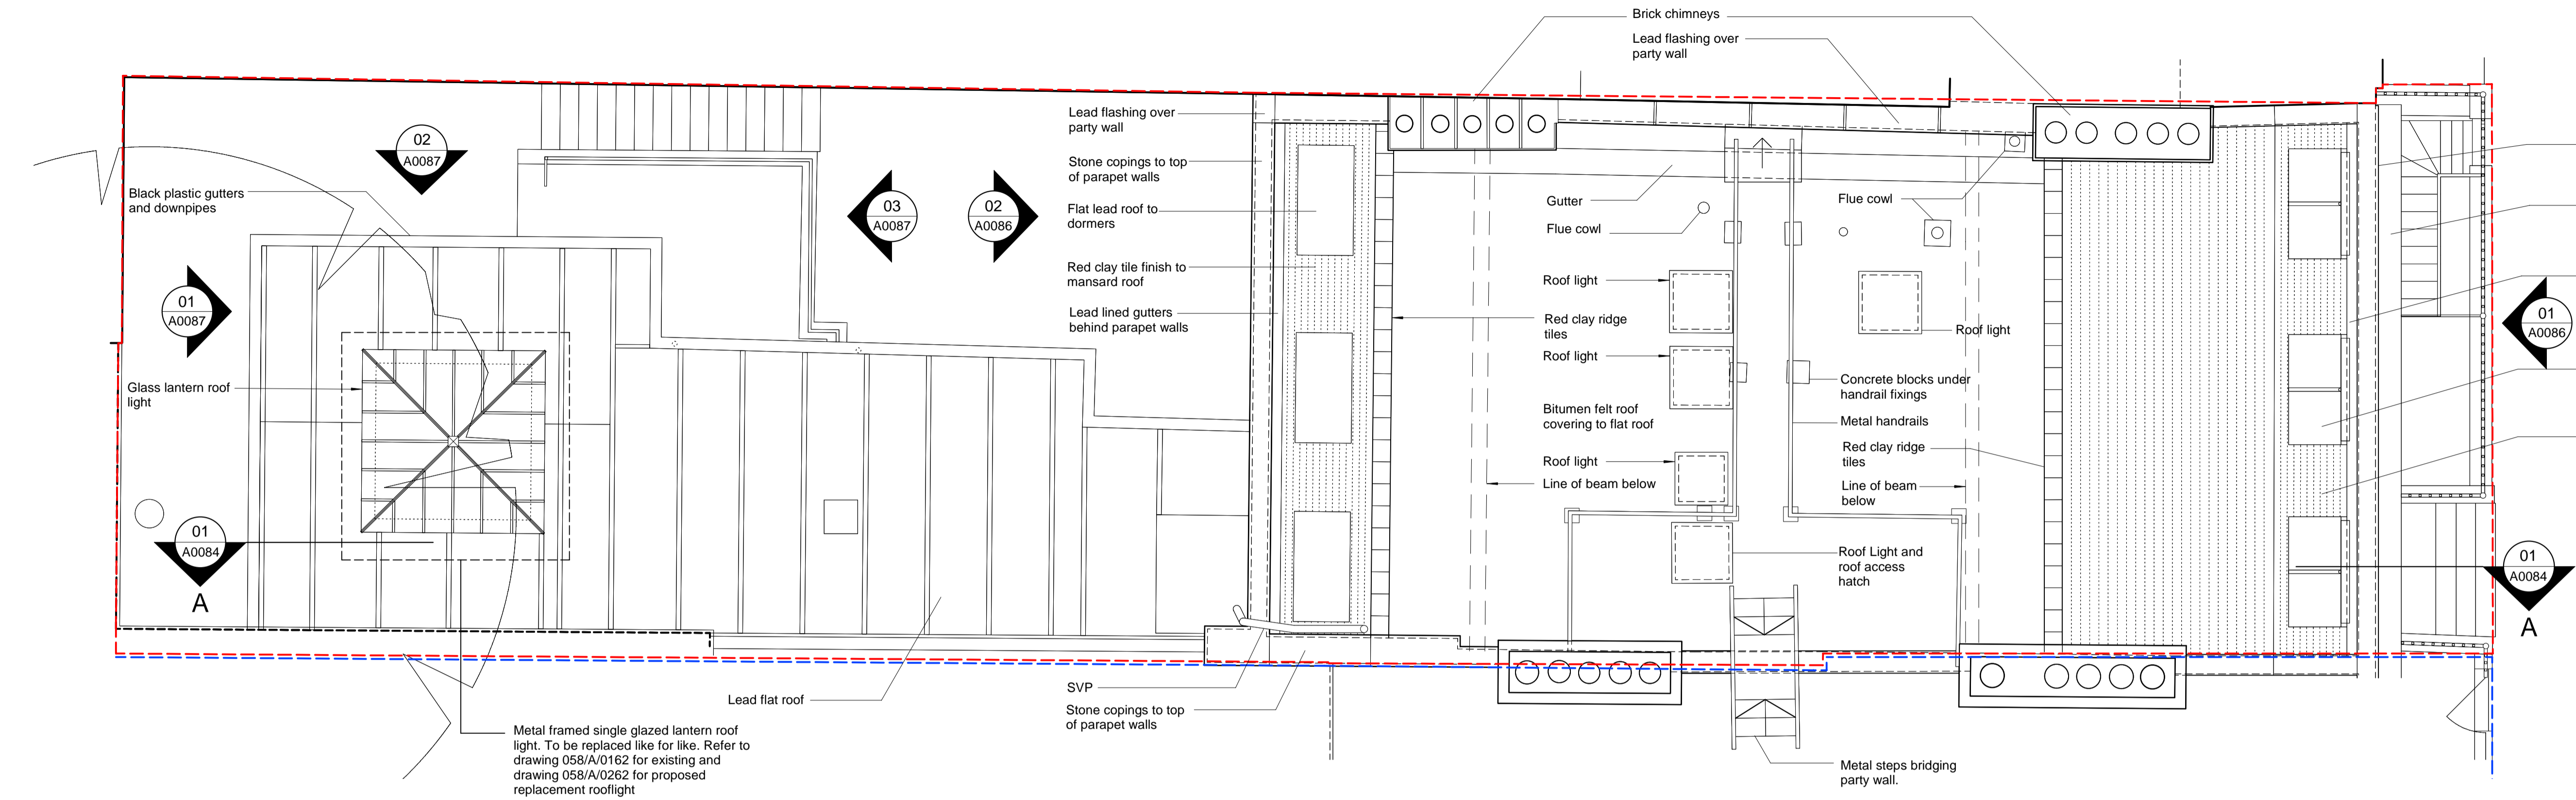 Brick chimneys
Lead flashing over
party wall
Lead flashing over
party wall
Stone copings to top
of parapet walls
Flat lead roof to
dormers
Red clay tile finish to
mansard roof
Lead lined gutters
behind parapet walls
02
A0087
Black plastic gutters
and downpipes
03
A0087
02
A0086
01
A0087
Glass lantern roof
light
01
A0084
A
Gutter
Flue cowl
Flue cowl
Roof light
Red clay ridge
tiles
Roof light
Roof light
Concrete blocks under
handrail fixings
Bitumen felt roof
covering to flat roof
Metal handrails
Red clay ridge
tiles
Roof light
Line of beam below
Line of beam
below
Roof Light and
roof access
hatch
01
A0086
01
A0084
A
Lead flat roof
SVP
Stone copings to top
of parapet walls
Metal framed single glazed lantern roof
light. To be replaced like for like. Refer to
drawing 058/A/0162 for existing and
drawing 058/A/0262 for proposed
replacement rooflight
Metal steps bridging
party wall.